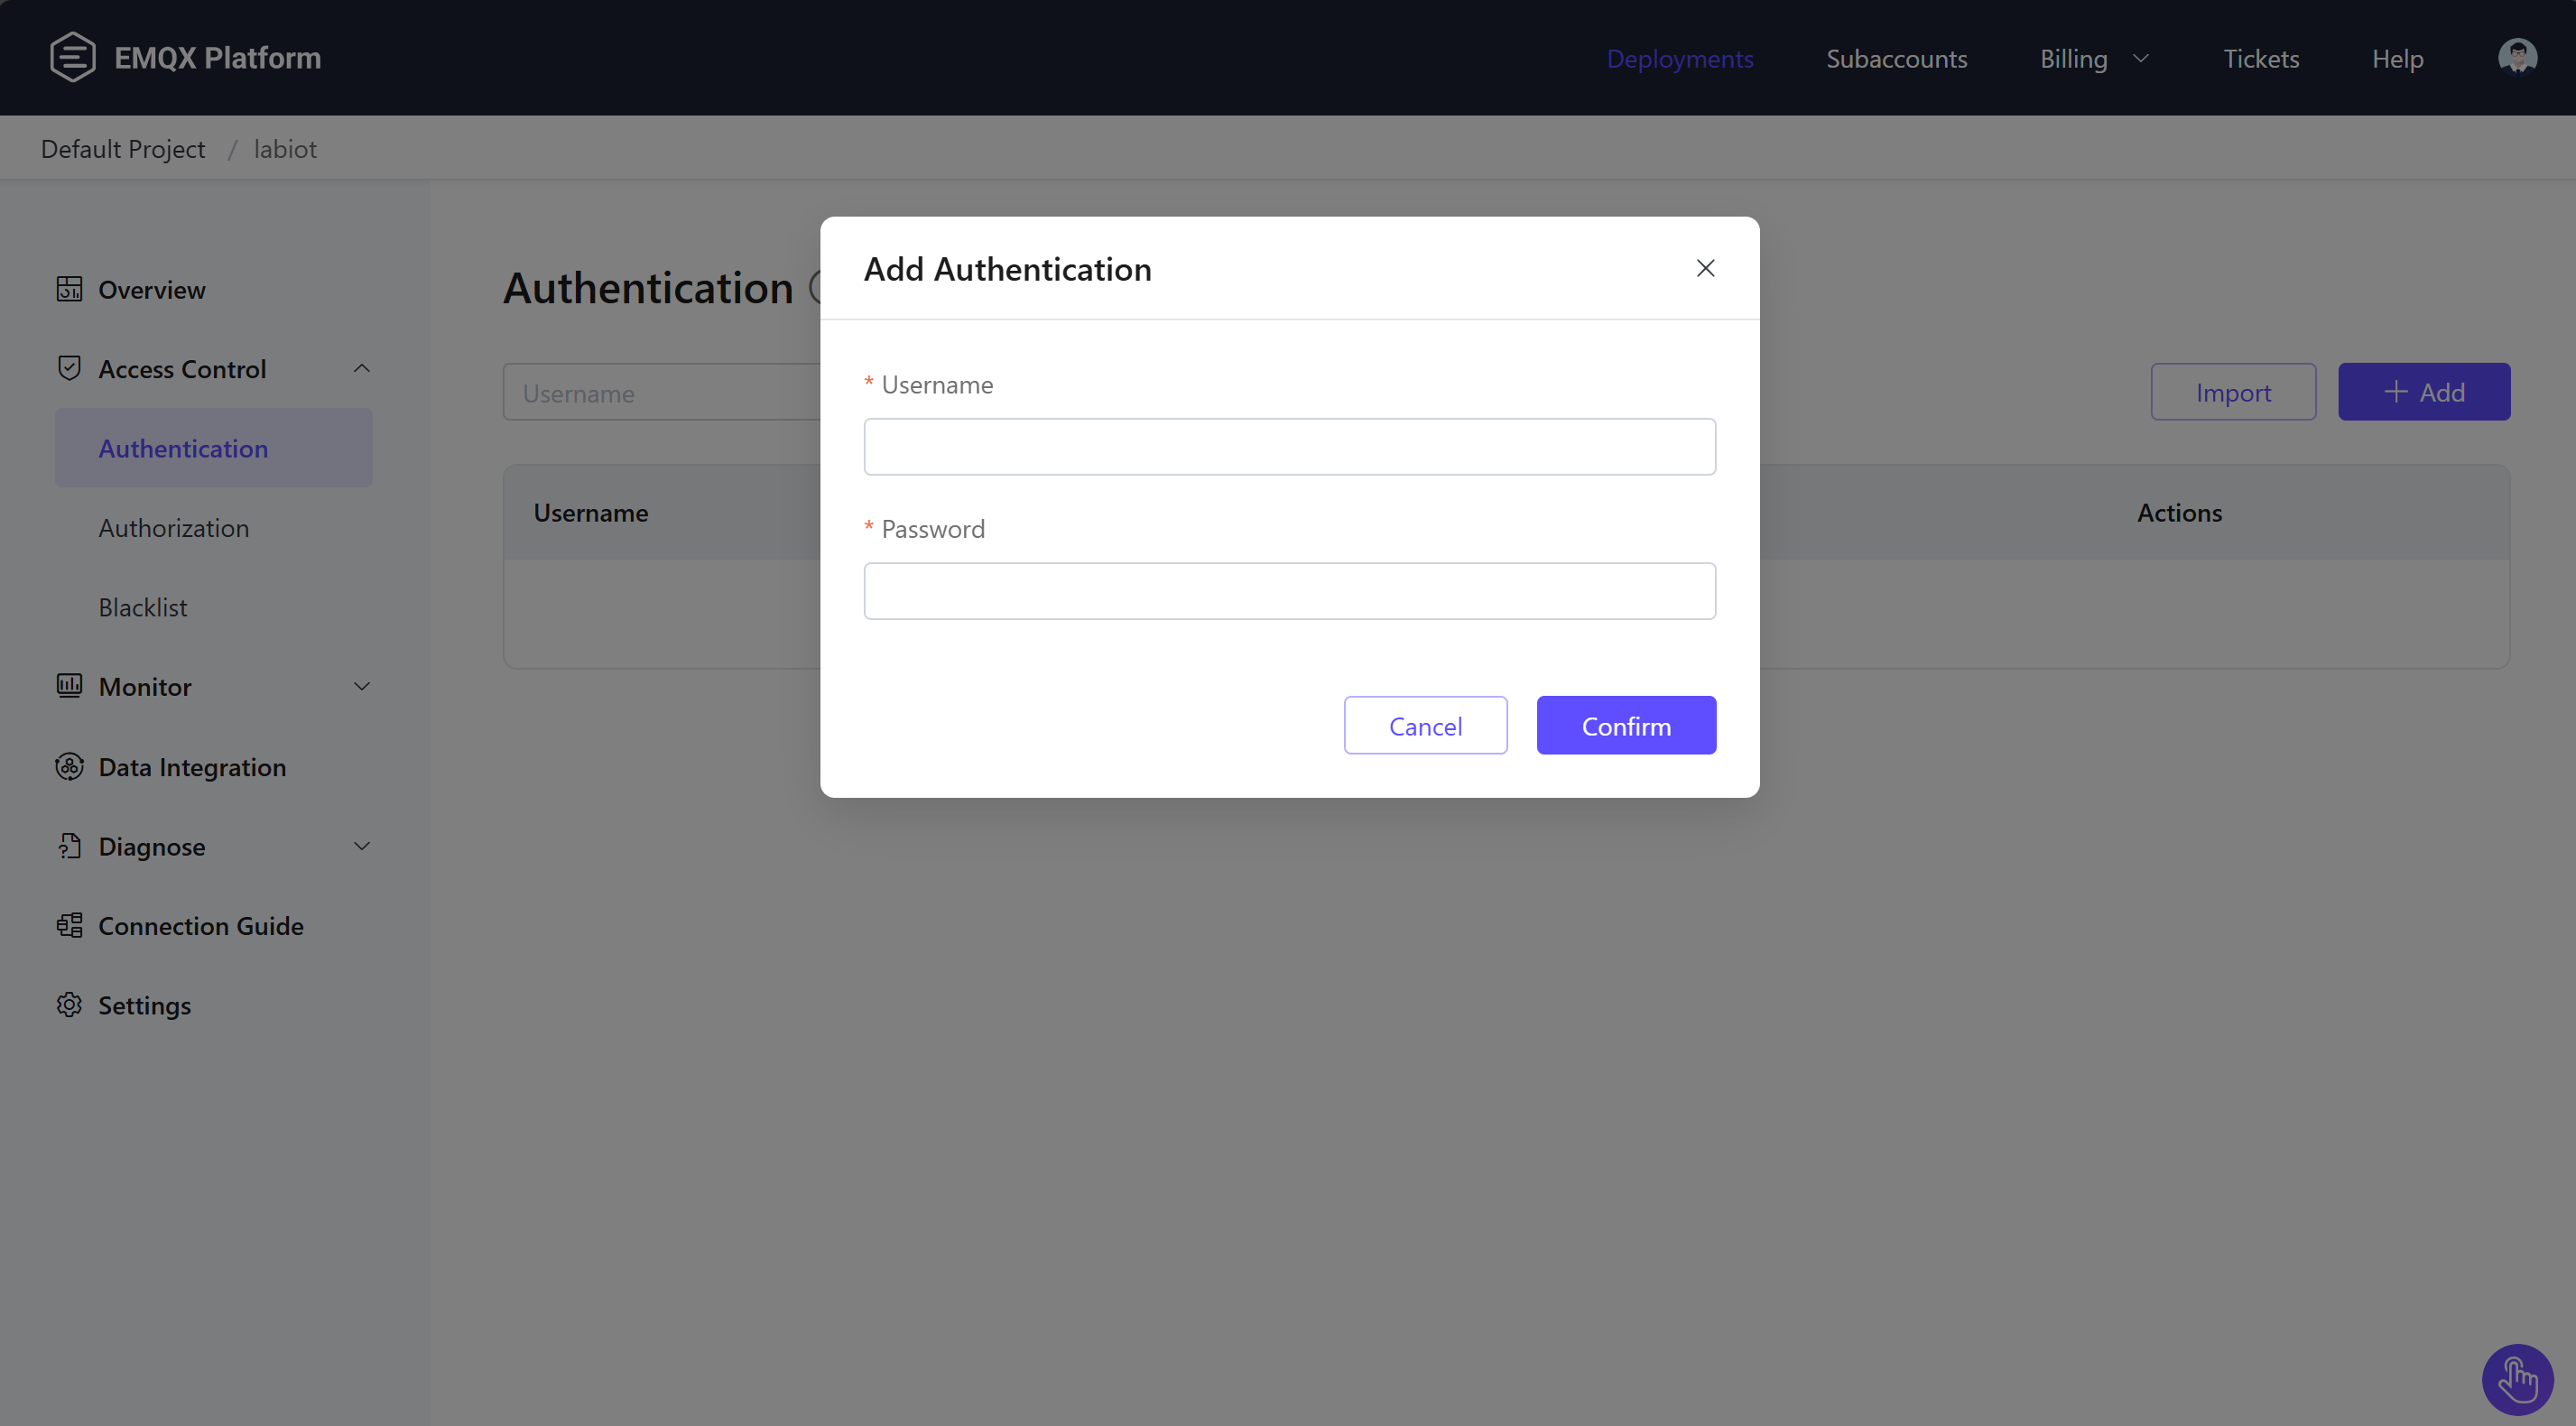 EMQX Platform
Deployments
Subaccounts
Billing
Tickets
Help
Default Project / labiot
Overview
Access Control
Authentication
Authorization
Blacklist
Monitor
Data Integration
Diagnose
Connection Guide
Settings
Authentication
Username
Import
+ Add
Username
Actions
Add Authentication
* Username
* Password
Cancel
Confirm